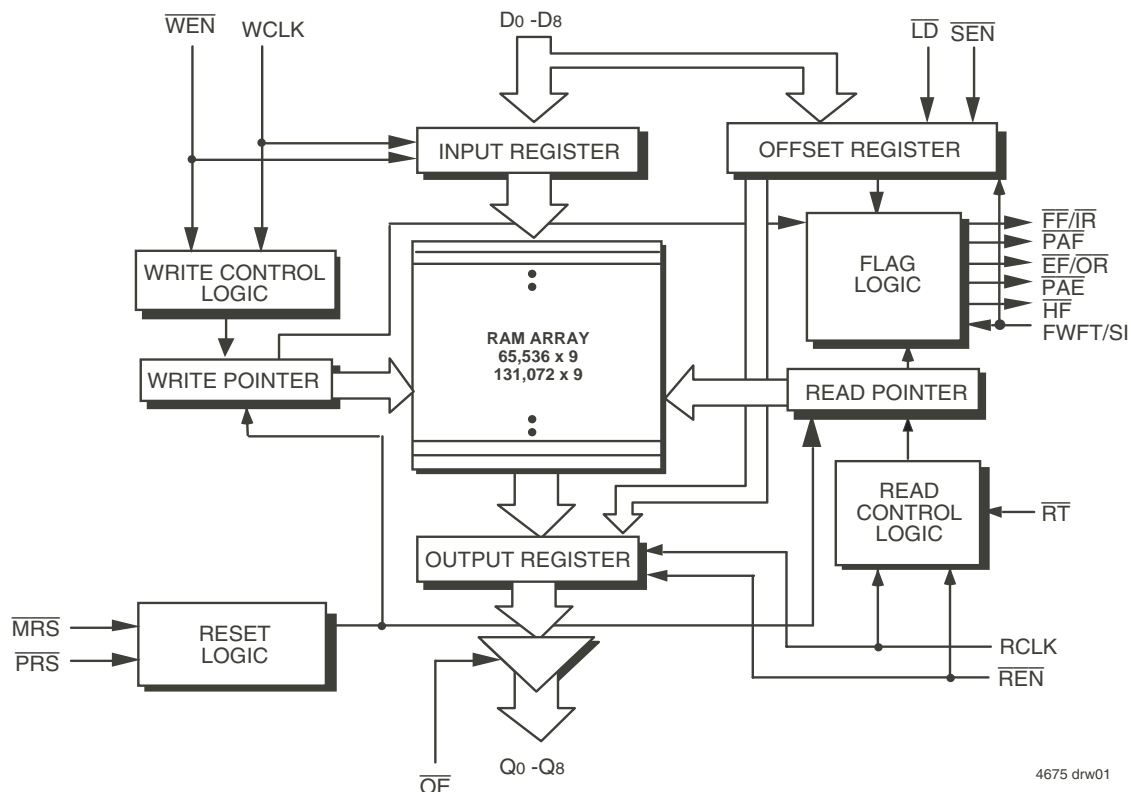 WEN WCLK D0 -D8 LD SEN
INPUT REGISTER OFFSET REGISTER
FF/IR
PAF
EF/OR
PAE
HF
FWFT/SI
WRITE CONTROL
LOGIC
FLAG
LOGIC
RAM ARRAY
65,536 x 9
131,072 x 9
WRITE POINTER READ POINTER
READ
CONTROL
LOGIC
RT
OUTPUT REGISTER
MRS
PRS
RESET
LOGIC
RCLK
REN
OE
Q0 -Q8
4675 drw01